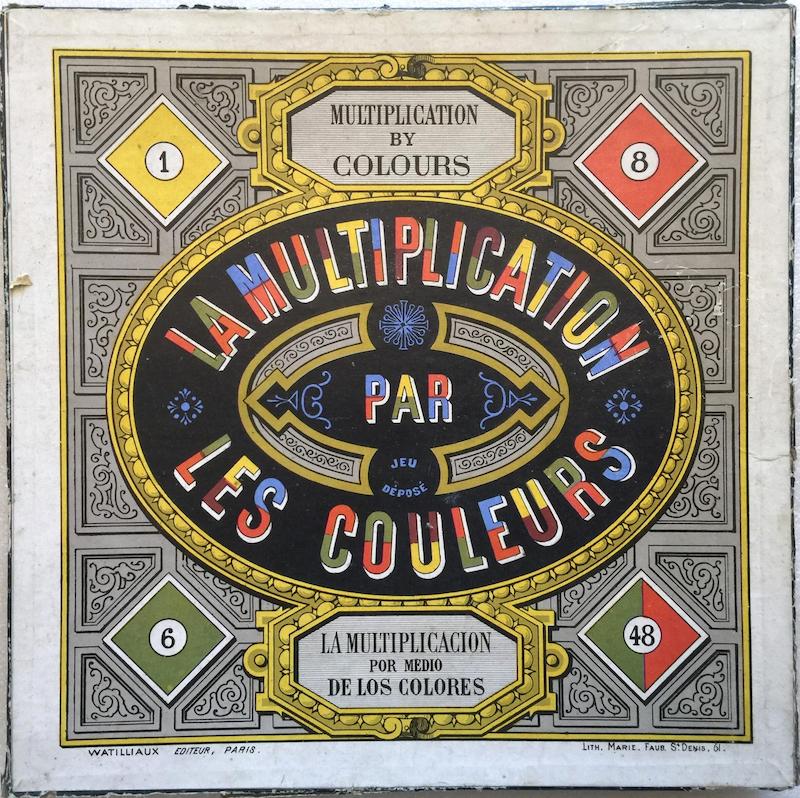 MULTIPLICATION
BY
COLOURS
1
8
LA MULTIPLICATION
PAR
JEU
DÉPOSÉ
LES COULEURS
6
48
LA MULTIPLICACION
POR MEDIO
DE LOS COLORES
WATILLIAUX EDITEUR, PARIS.
LITH. MARIE. FAUB. ST DENIS. 61.